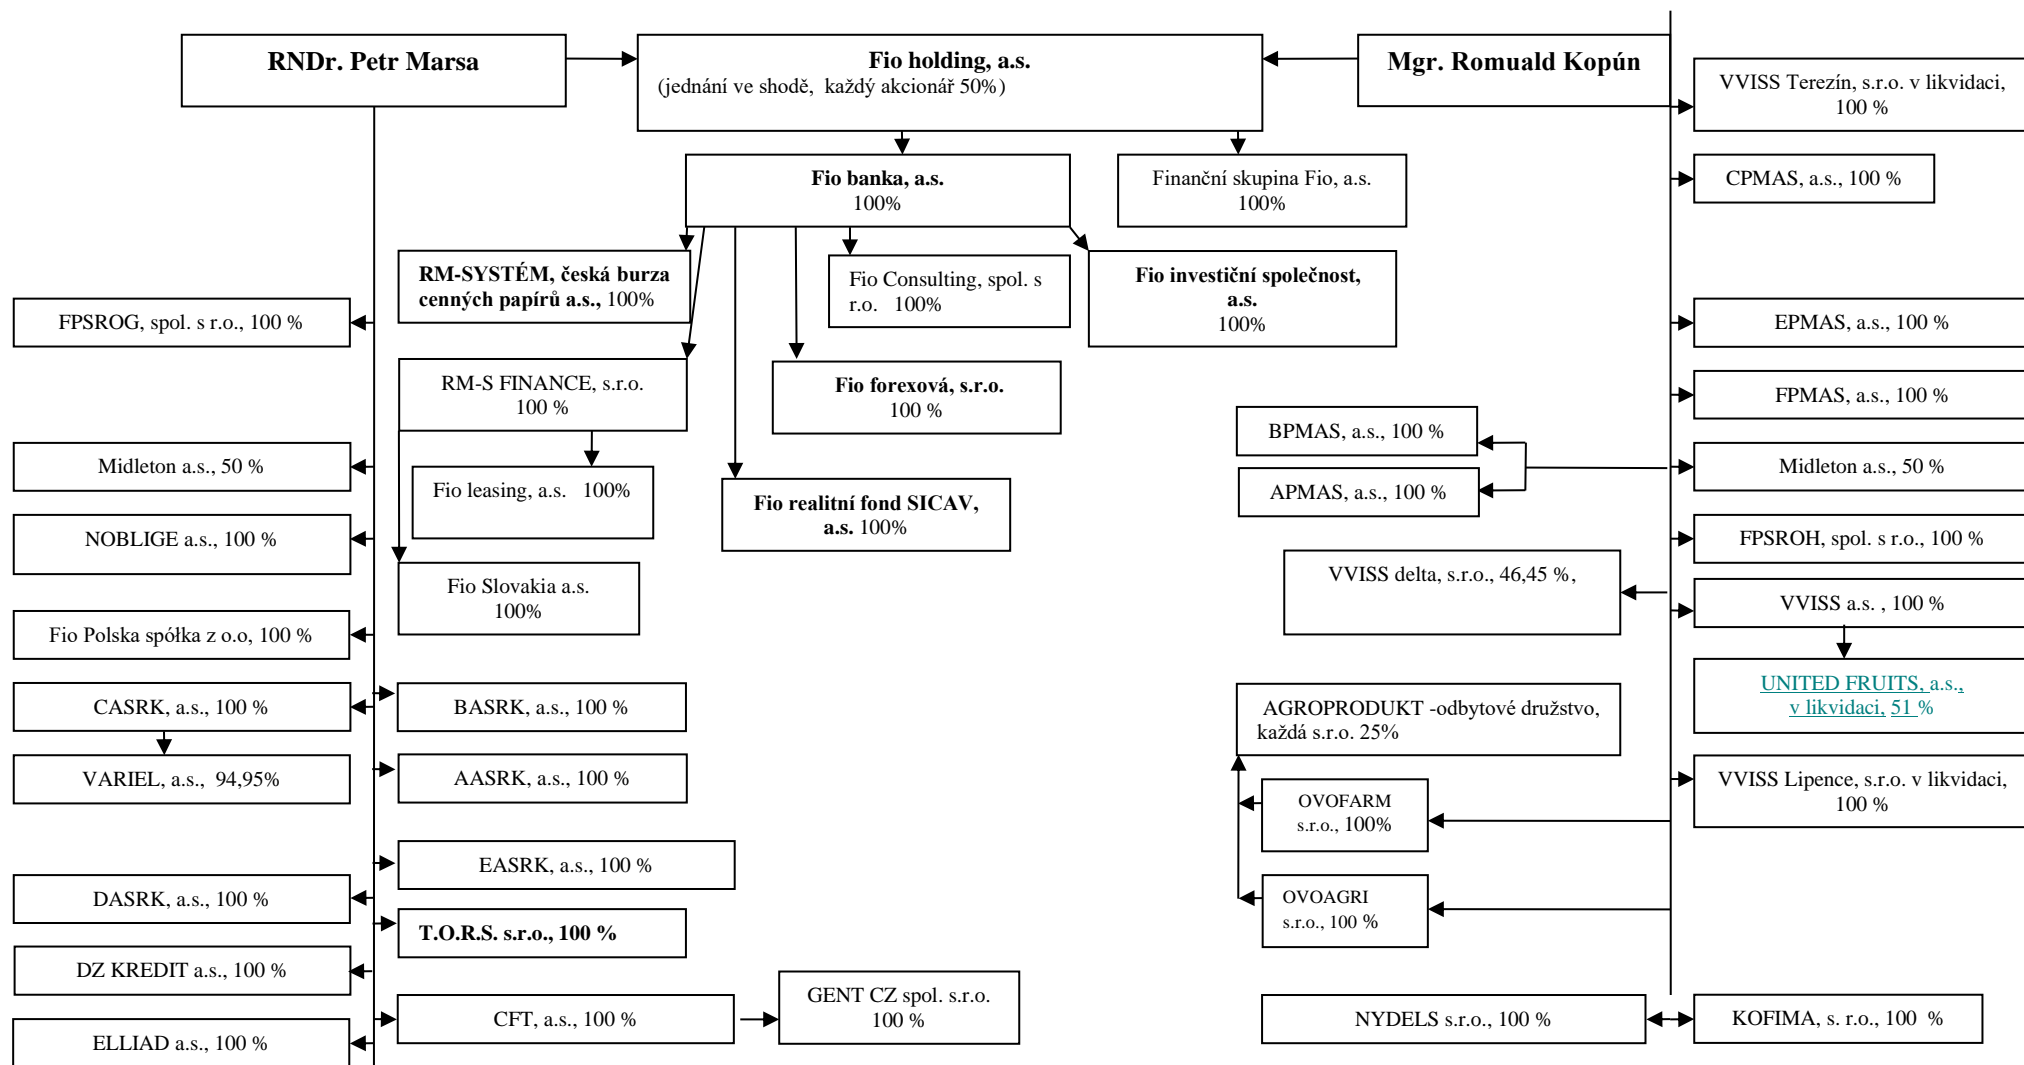 RNDr. Petr Marsa
Fio holding, a.s.
(jednání ve shodě, každý akcionář 50%)
Mgr. Romuald Kopún
VVISS Terezín, s.r.o. v likvidaci,
100 %
Fio banka, a.s.
100%
Finanční skupina Fio, a.s.
100%
CPMAS, a.s., 100 %
RM-SYSTÉM, česká burza
cenných papírů a.s., 100%
Fio Consulting, spol. s
r.o. 100%
Fio investiční společnost,
a.s.
100%
FPSROG, spol. s r.o., 100 %
EPMAS, a.s., 100 %
RM-S FINANCE, s.r.o.
100 %
Fio forexová, s.r.o.
100 %
FPMAS, a.s., 100 %
BPMAS, a.s., 100 %
Midleton a.s., 50 %
Midleton a.s., 50 %
Fio leasing, a.s. 100%
Fio realitní fond SICAV,
a.s. 100%
APMAS, a.s., 100 %
NOBLIGE a.s., 100 %
FPSROH, spol. s r.o., 100 %
Fio Slovakia a.s.
100%
VVISS delta, s.r.o., 46,45 %,
VVISS a.s. , 100 %
Fio Polska spółka z o.o, 100 %
UNITED FRUITS, a.s.,
v likvidaci, 51 %
CASRK, a.s., 100 %
BASRK, a.s., 100 %
AGROPRODUKT -odbytové družstvo,
každá s.r.o. 25%
VARIEL, a.s., 94,95%
AASRK, a.s., 100 %
VVISS Lipence, s.r.o. v likvidaci,
100 %
OVOFARM
s.r.o., 100%
EASRK, a.s., 100 %
DASRK, a.s., 100 %
OVOAGRI
s.r.o., 100 %
T.O.R.S. s.r.o., 100 %
DZ KREDIT a.s., 100 %
CFT, a.s., 100 %
GENT CZ spol. s.r.o.
100 %
NYDELS s.r.o., 100 %
KOFIMA, s. r.o., 100 %
ELLIAD a.s., 100 %